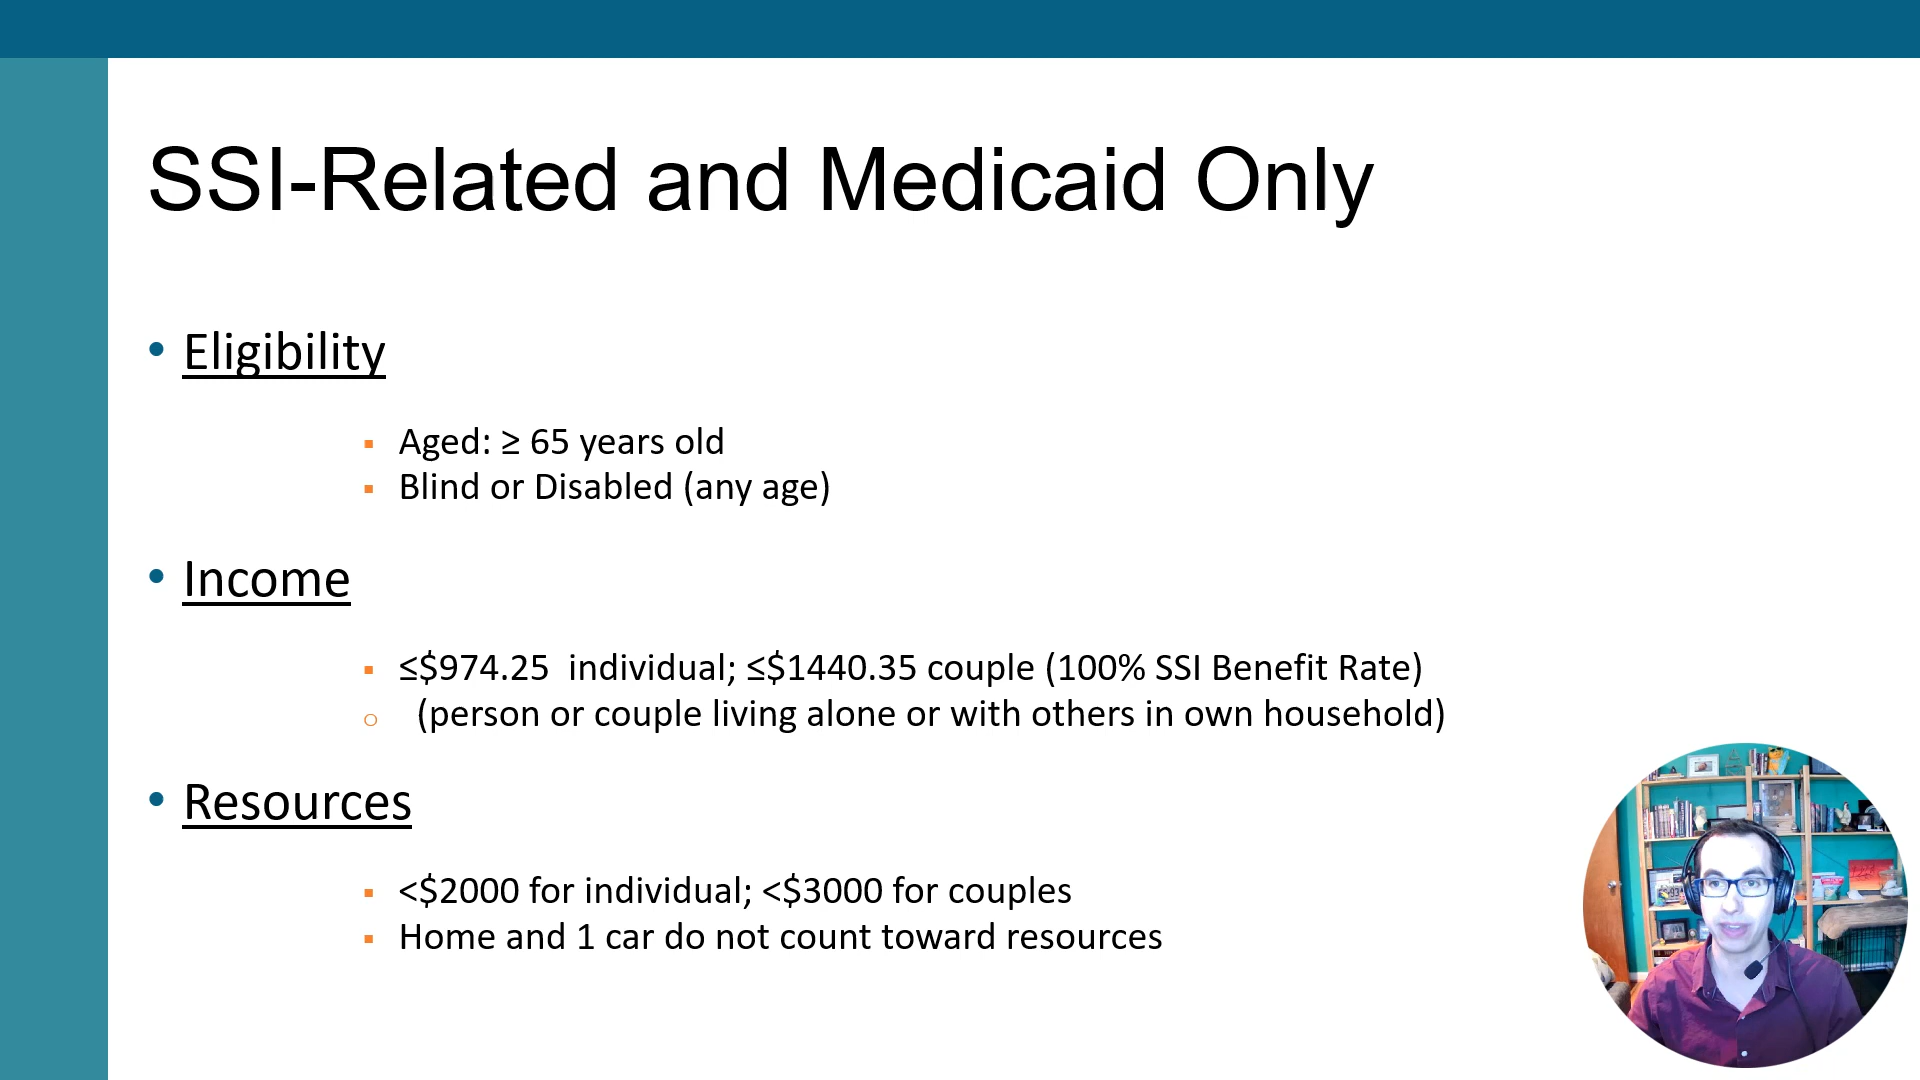 SSI-Related and Medicaid Only
• Eligibility
▪ Aged: ≥ 65 years old
▪ Blind or Disabled (any age)
• Income
▪ ≤$974.25  individual; ≤$1440.35 couple (100% SSI Benefit Rate)
○ (person or couple living alone or with others in own household)
• Resources
▪ <$2000 for individual; <$3000 for couples
▪ Home and 1 car do not count toward resources